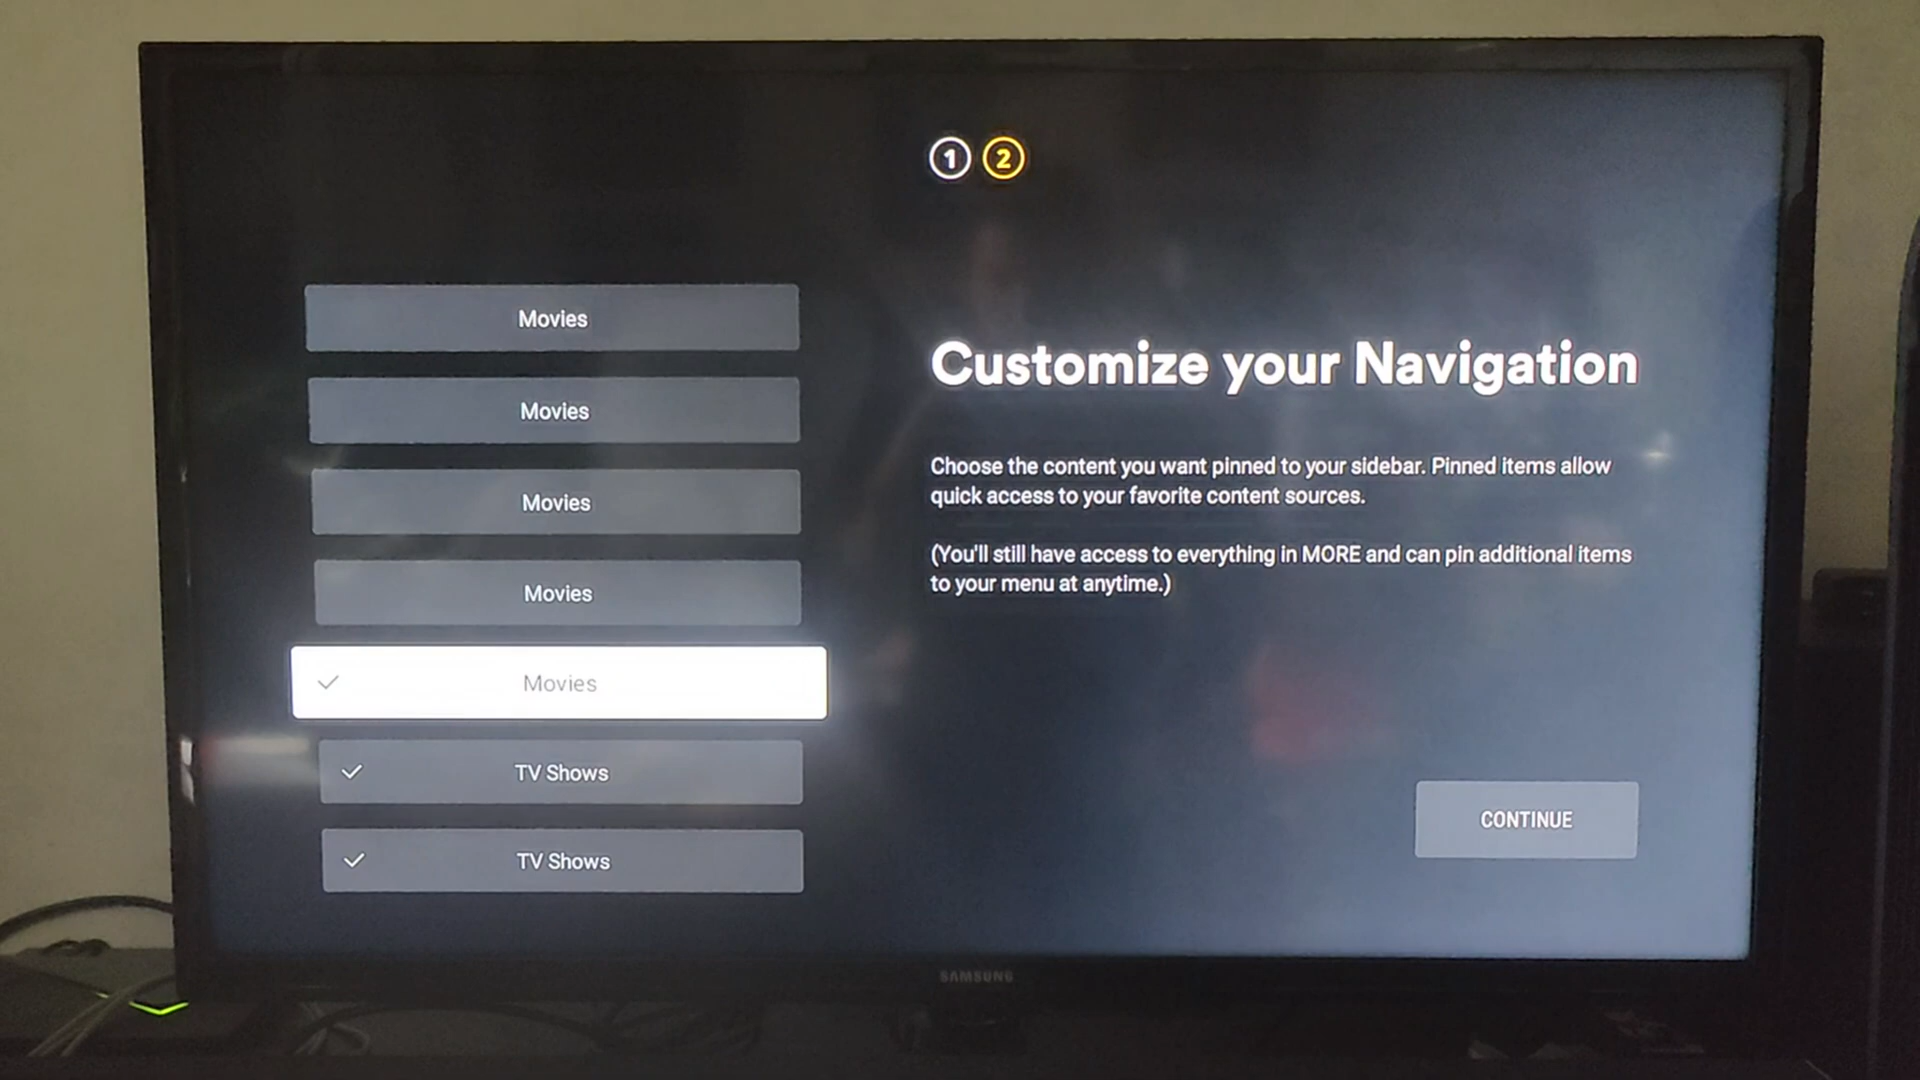 1 2
Movies
Movies
Movies
Movies
Movies
TV Shows
TV Shows
Customize your Navigation
Choose the content you want pinned to your sidebar. Pinned items allow
quick access to your favorite content sources.
(You'll still have access to everything in MORE and can pin additional items
to your menu at anytime.)
CONTINUE
SAMSUNG